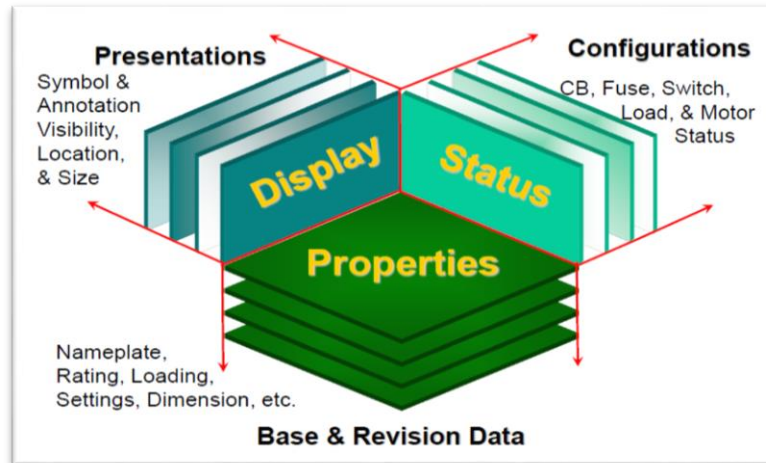 Presentations
Symbol &
Annotation
Visibility,
Location,
& Size
Configurations
CB, Fuse, Switch,
Load, & Motor
Status
Display
Status
Properties
Nameplate,
Rating, Loading,
Settings, Dimension, etc.
Base & Revision Data